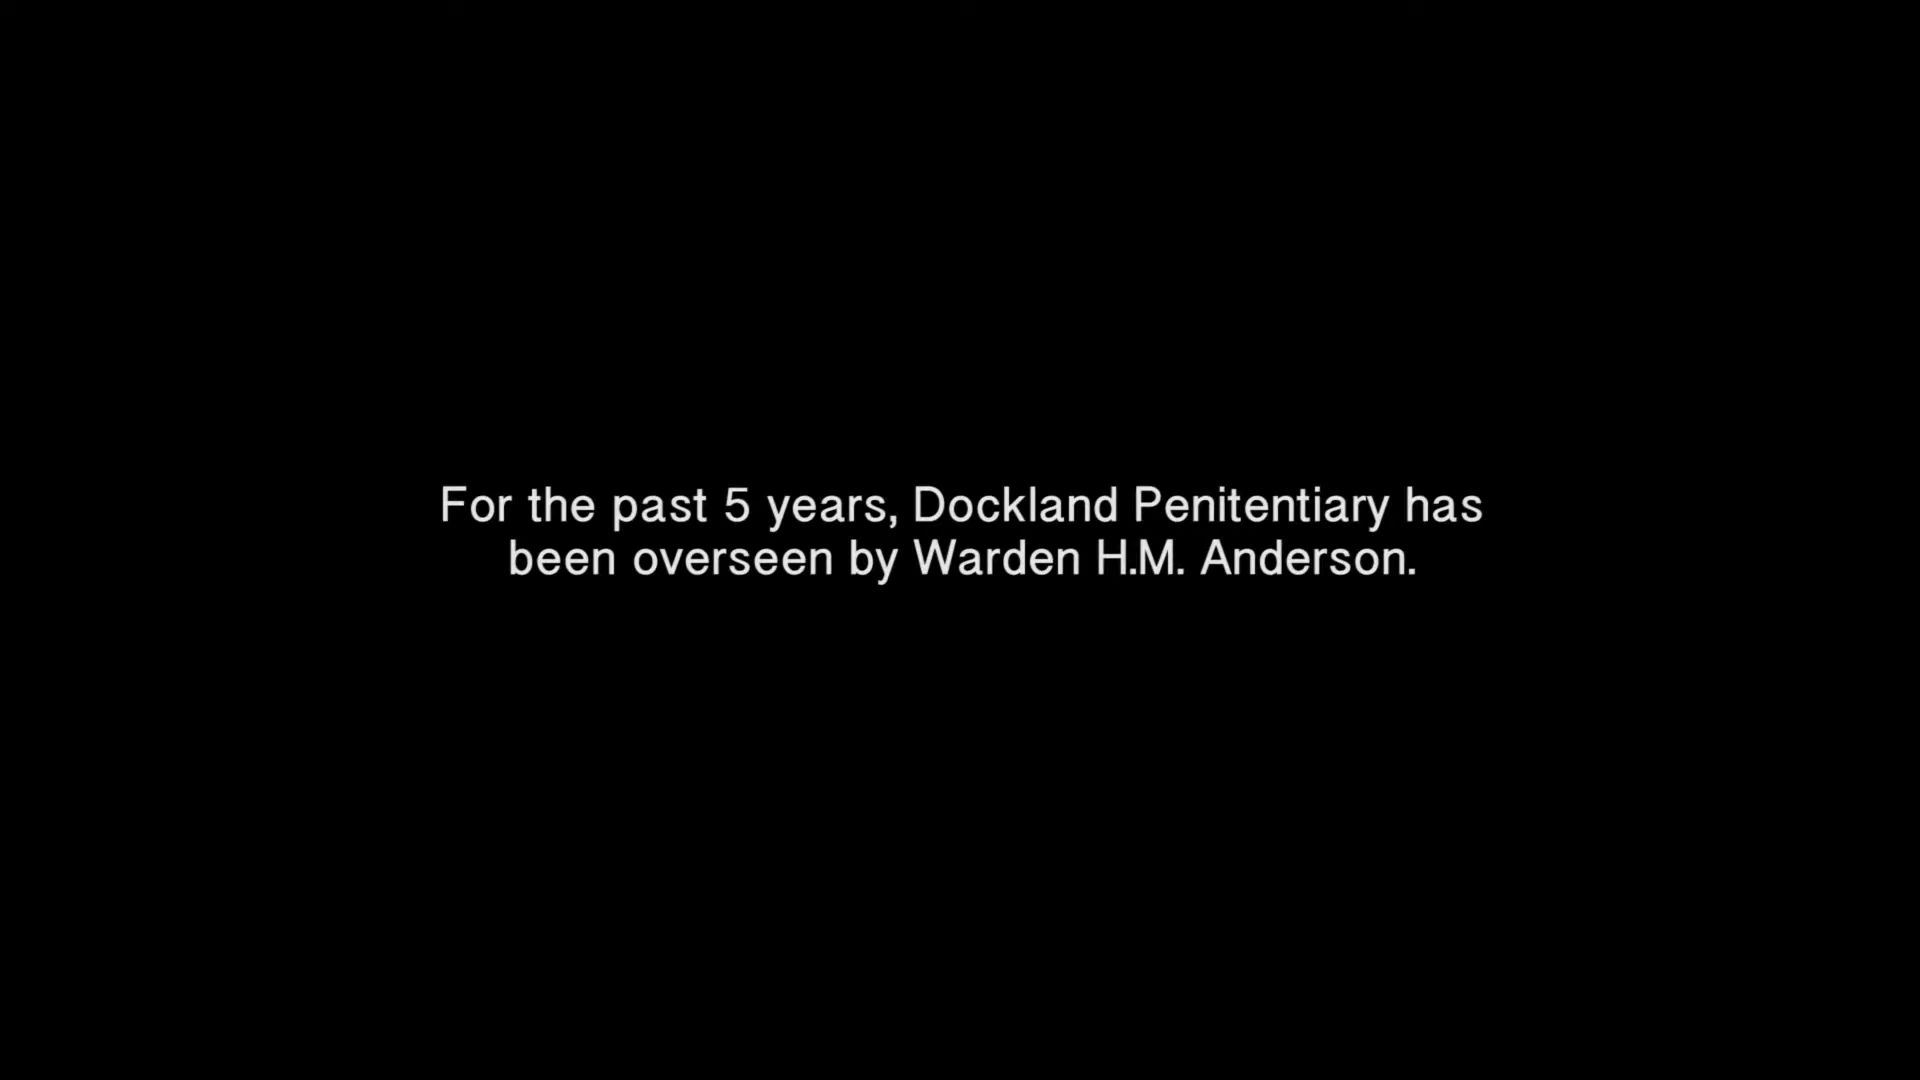 For the past 5 years, Dockland Penitentiary has
been overseen by Warden H.M. Anderson.